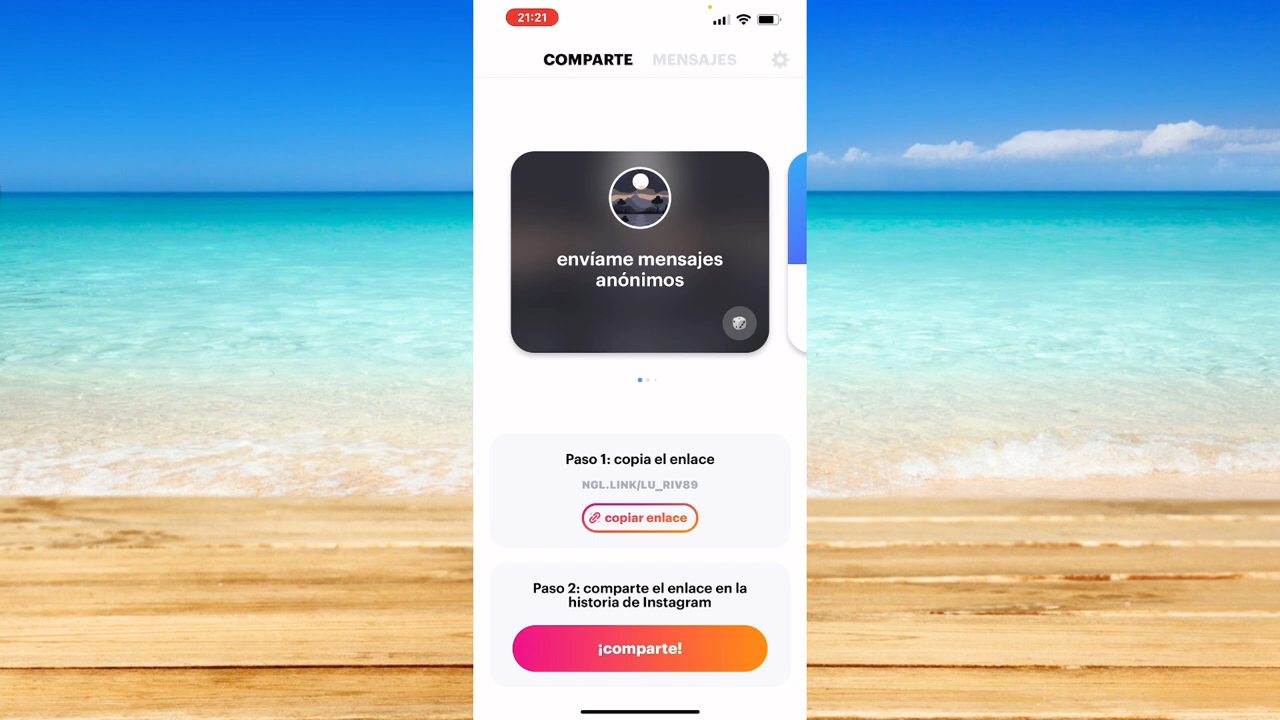 21:21
COMPARTE MENSAJES
envíame mensajes
anónimos
Paso 1: copia el enlace
NGL.LINK/LU_RIV89
copiar enlace
Paso 2: comparte el enlace en la
historia de Instagram
¡comparte!